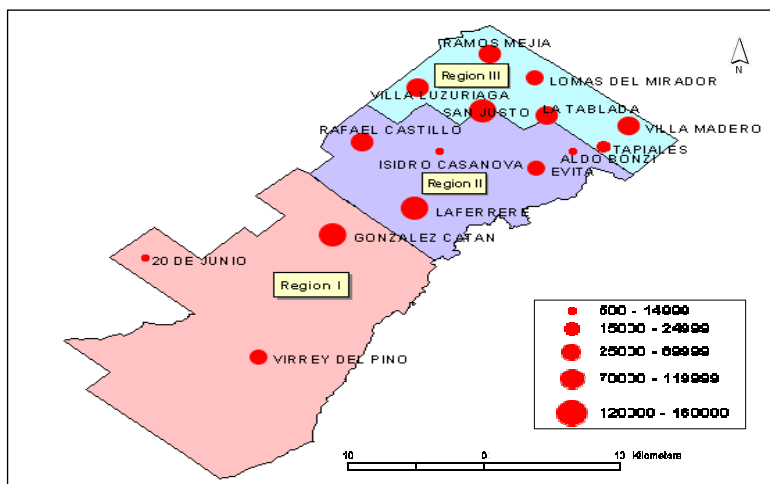 RAMOS MEJIA
N
Region III
LOMAS DEL MIRADOR
VILLA LUZURIAGA
SAN JUSTO
LA TABLADA
RAFAEL CASTILLO
VILLA MADERO
TAPIALES
ISIDRO CASANOVA
ALDO BONZI
EVITA
Region II
LAFERRERE
GONZALEZ CATAN
20 DE JUNIO
Region I
VIRREY DEL PINO
500 - 14999
15000 - 24999
25000 - 69999
70000 - 119999
120000 - 160000
10 0 10 Kilometers